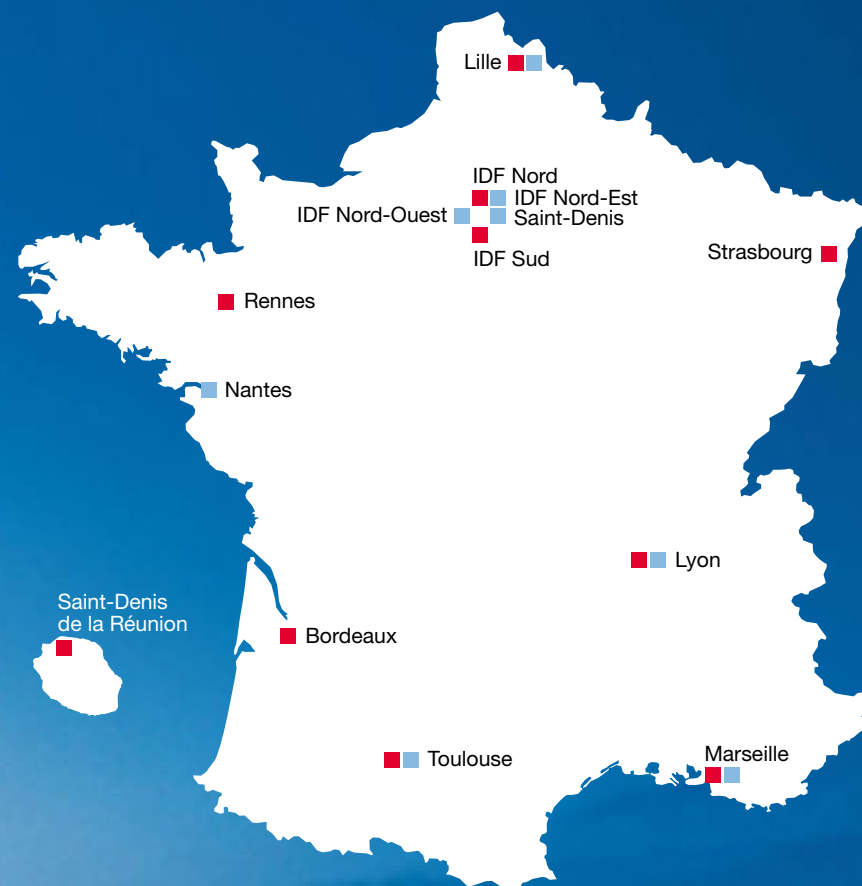 Lille
IDF Nord
IDF Nord-Est
IDF Nord-Ouest
Saint-Denis
IDF Sud
Strasbourg
Rennes
Nantes
Lyon
Saint-Denis
de la Réunion
Bordeaux
Toulouse
Marseille